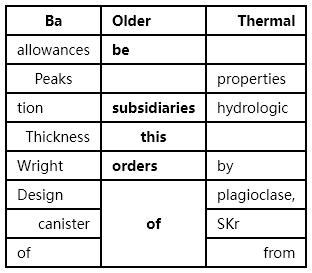 Ba Older Thermal
allowances be
Peaks properties
tion subsidiaries hydrologic
Thickness this
Wright orders by
Design plagioclase,
canister of SKr
of from